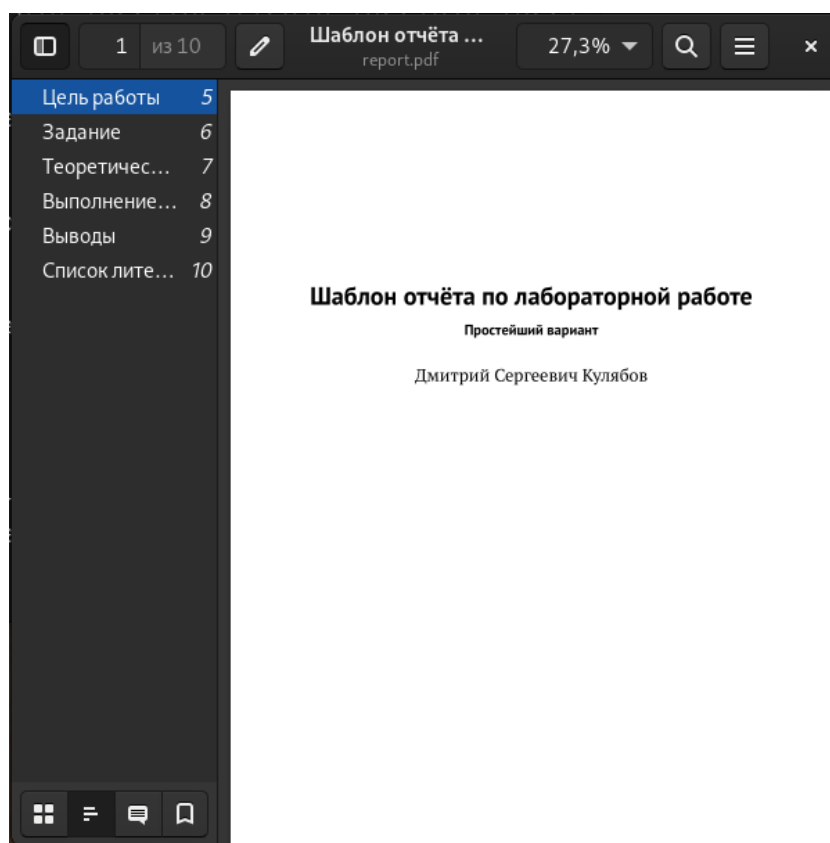 1 из 10
Шаблон отчёта ...
report.pdf
27,3%
Цель работы 5
Задание 6
Теоретичес... 7
Выполнение... 8
Выводы 9
Список лите... 10
Шаблон отчёта по лабораторной работе
Простейший вариант
Дмитрий Сергеевич Кулябов